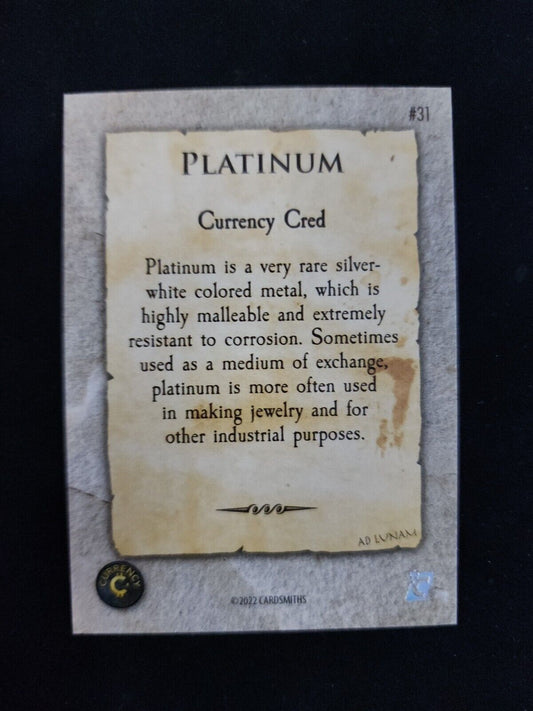 #31
PLATINUM
Currency Cred
Platinum is a very rare silver-
white colored metal, which is
highly malleable and extremely
resistant to corrosion. Sometimes
used as a medium of exchange,
platinum is more often used
in making jewelry and for
other industrial purposes.
AD LUNAM
CURRENCY
©2022 CARDSMITHS